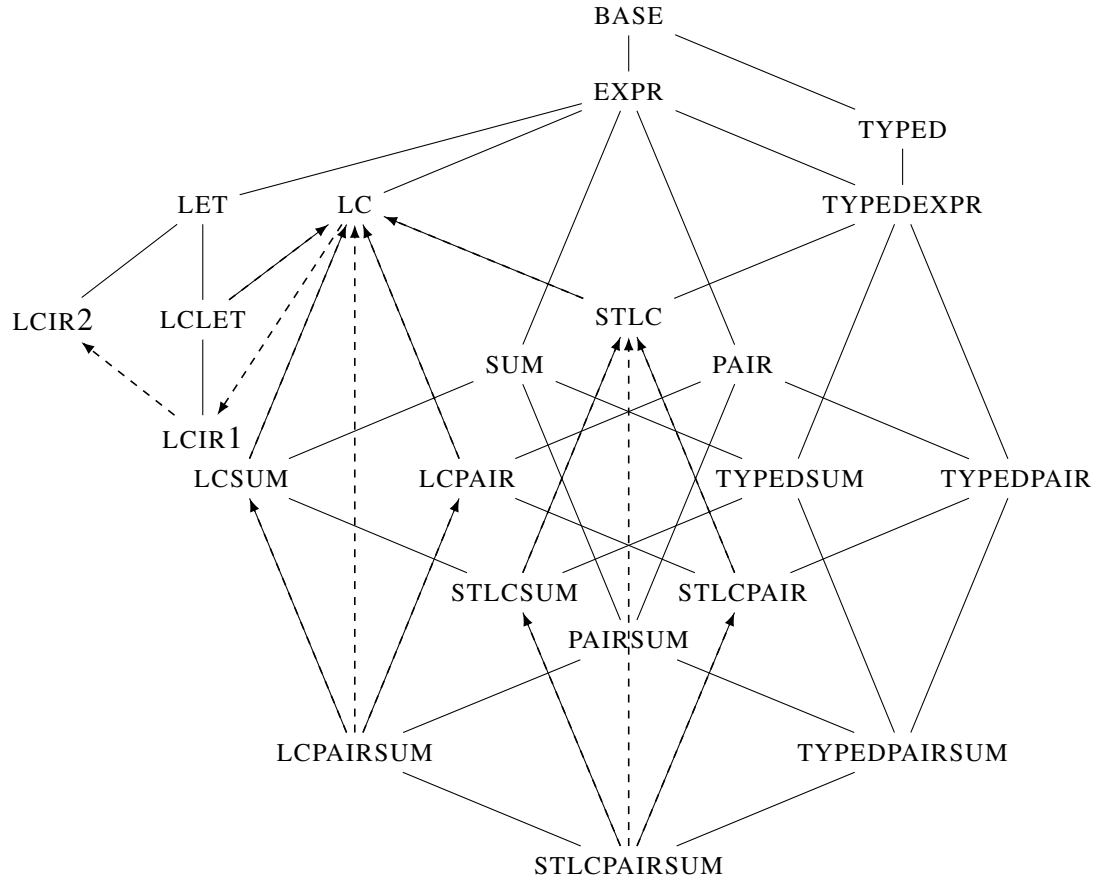 BASE
EXPR
TYPED
LET
LC
TYPEDEXPR
LCIR2
LCLET
STLC
SUM
PAIR
LCIR1
LCSUM
LCPAIR
TYPEDSUM
TYPEDPAIR
STLCSUM
STLCPAIR
PAIRSUM
LCPAIRSUM
TYPEDPAIRSUM
STLCPAIRSUM